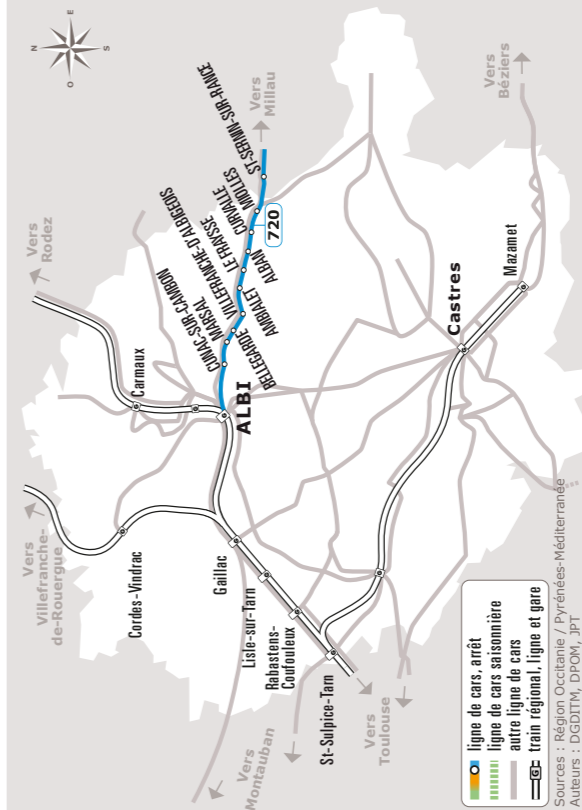 N
E
S
O
Vers
Rodez
Vers
Villefranche-
de-Rouergue
Carmaux
Cordes-Vindrac
CUNAC-SUR-CAMBON
MARSAL
VILLEFRANCHE-D'ALBIGEOIS
LE FRAYSSE
CURVALLE
MIOLLES
ST-SERNIN-SUR-RANCE
Vers
Millau
720
ALBI
BELLEGARDE
AMBIALET
ALBAN
Gaillac
Lisle-sur-Tarn
Rabastens-
Coufouleux
St-Sulpice-Tarn
Vers
Montauban
Vers
Toulouse
Castres
Mazamet
Vers
Béziers
ligne de cars, arrêt
ligne de cars saisonnière
autre ligne de cars
G train régional, ligne et gare
Sources : Région Occitanie / Pyrénées-Méditerranée
Auteurs : DGDITM, DPOM, JPT